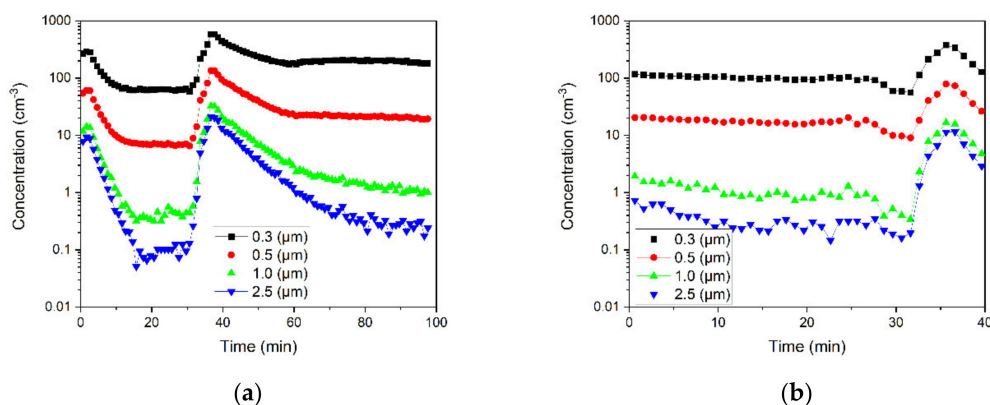 1000
100
10
1
0.1
0.01
Concentration (cm⁻³)
0.3 (μm)
0.5 (μm)
1.0 (μm)
2.5 (μm)
0 20 40 60 80 100
Time (min)
(a)
1000
100
10
1
0.1
0.01
Concentration (cm⁻³)
0.3 (μm)
0.5 (μm)
1.0 (μm)
2.5 (μm)
0 10 20 30 40
Time (min)
(b)